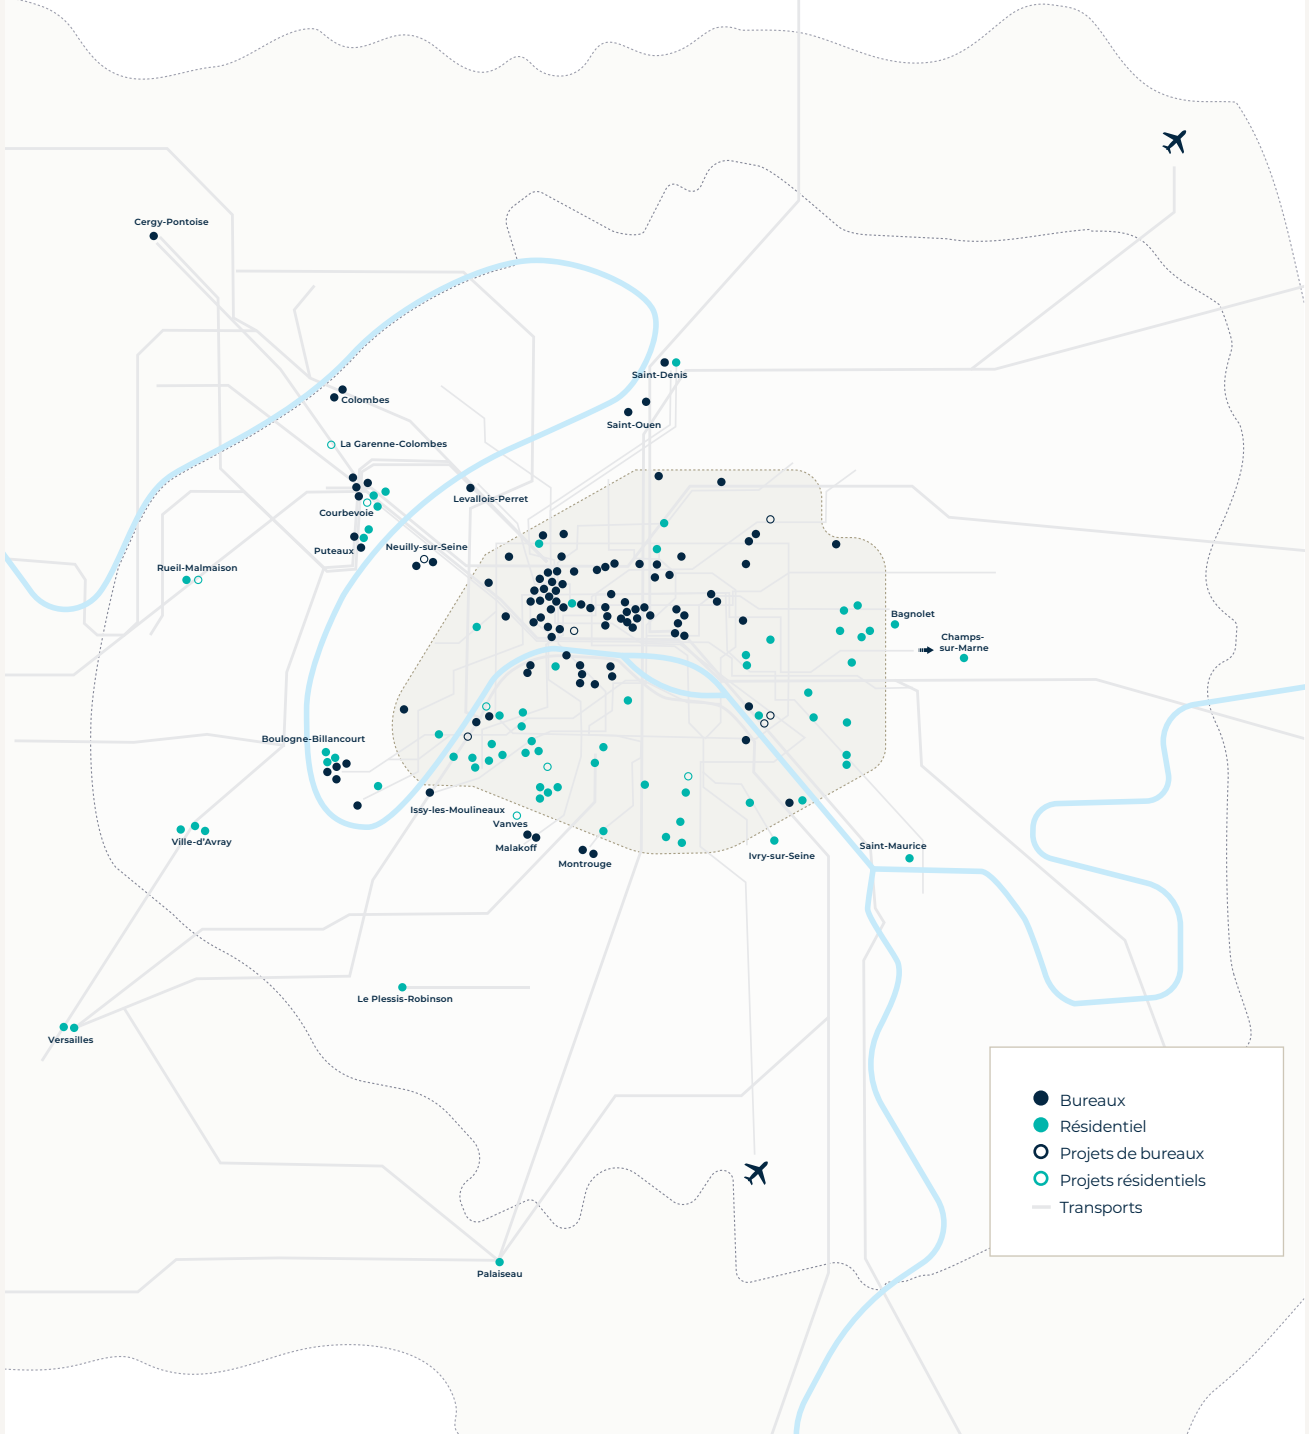 Cergy-Pontoise
Saint-Denis
Colombes
Saint-Ouen
La Garenne-Colombes
Levallois-Perret
Courbevoie
Neuilly-sur-Seine
Puteaux
Rueil-Malmaison
Bagnolet
Champs-
sur-Marne
Boulogne-Billancourt
Issy-les-Moulineaux
Vanves
Ville-d'Avray
Malakoff
Saint-Maurice
Ivry-sur-Seine
Montrouge
Le Plessis-Robinson
Versailles
Palaiseau
Bureaux
Résidentiel
Projets de bureaux
Projets résidentiels
Transports